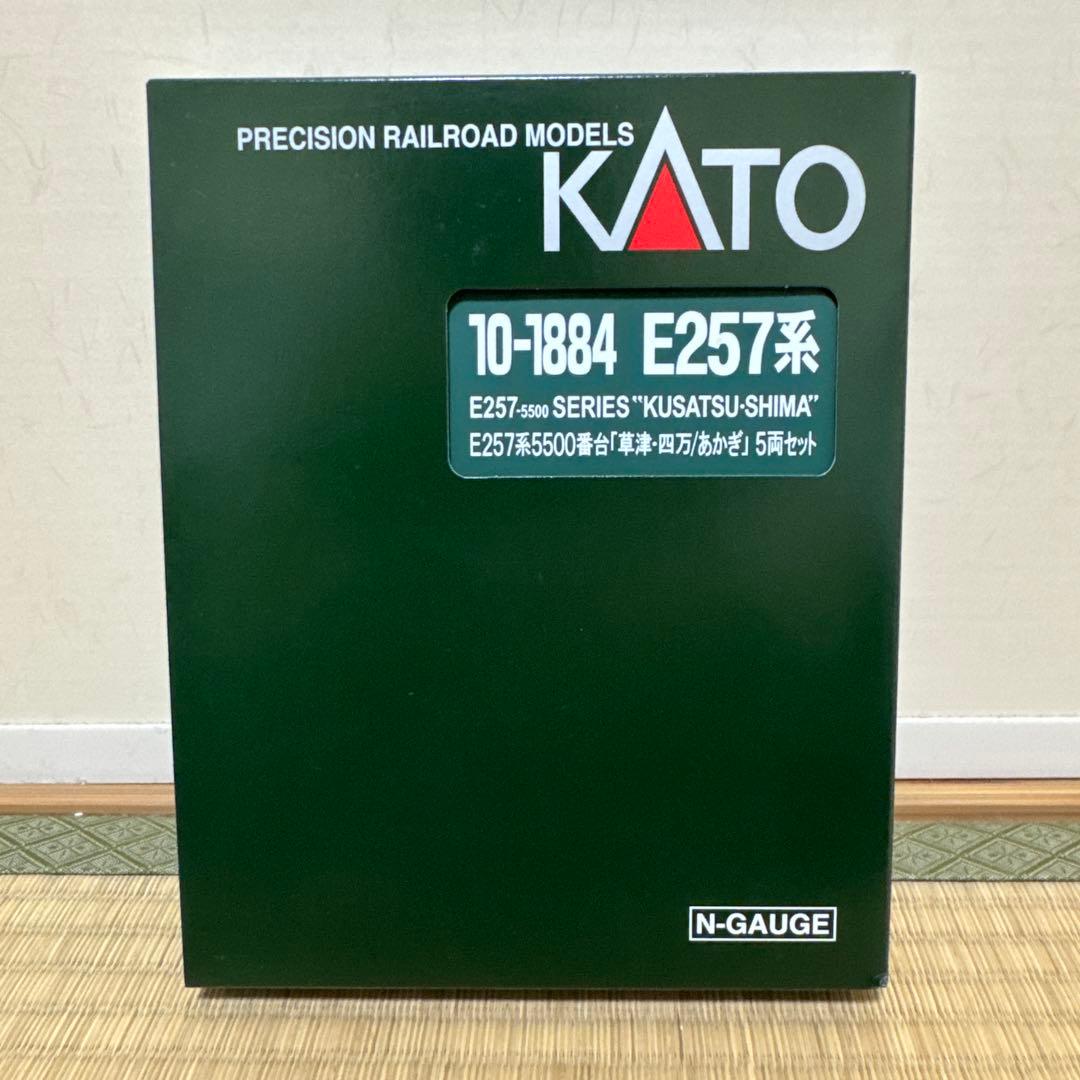 PRECISION RAILROAD MODELS
KATO
10-1884 E257系
E257-5500 SERIES “KUSATSU·SHIMA”
E257系5500番台「草津・四万/あかぎ」5両セット
N-GAUGE